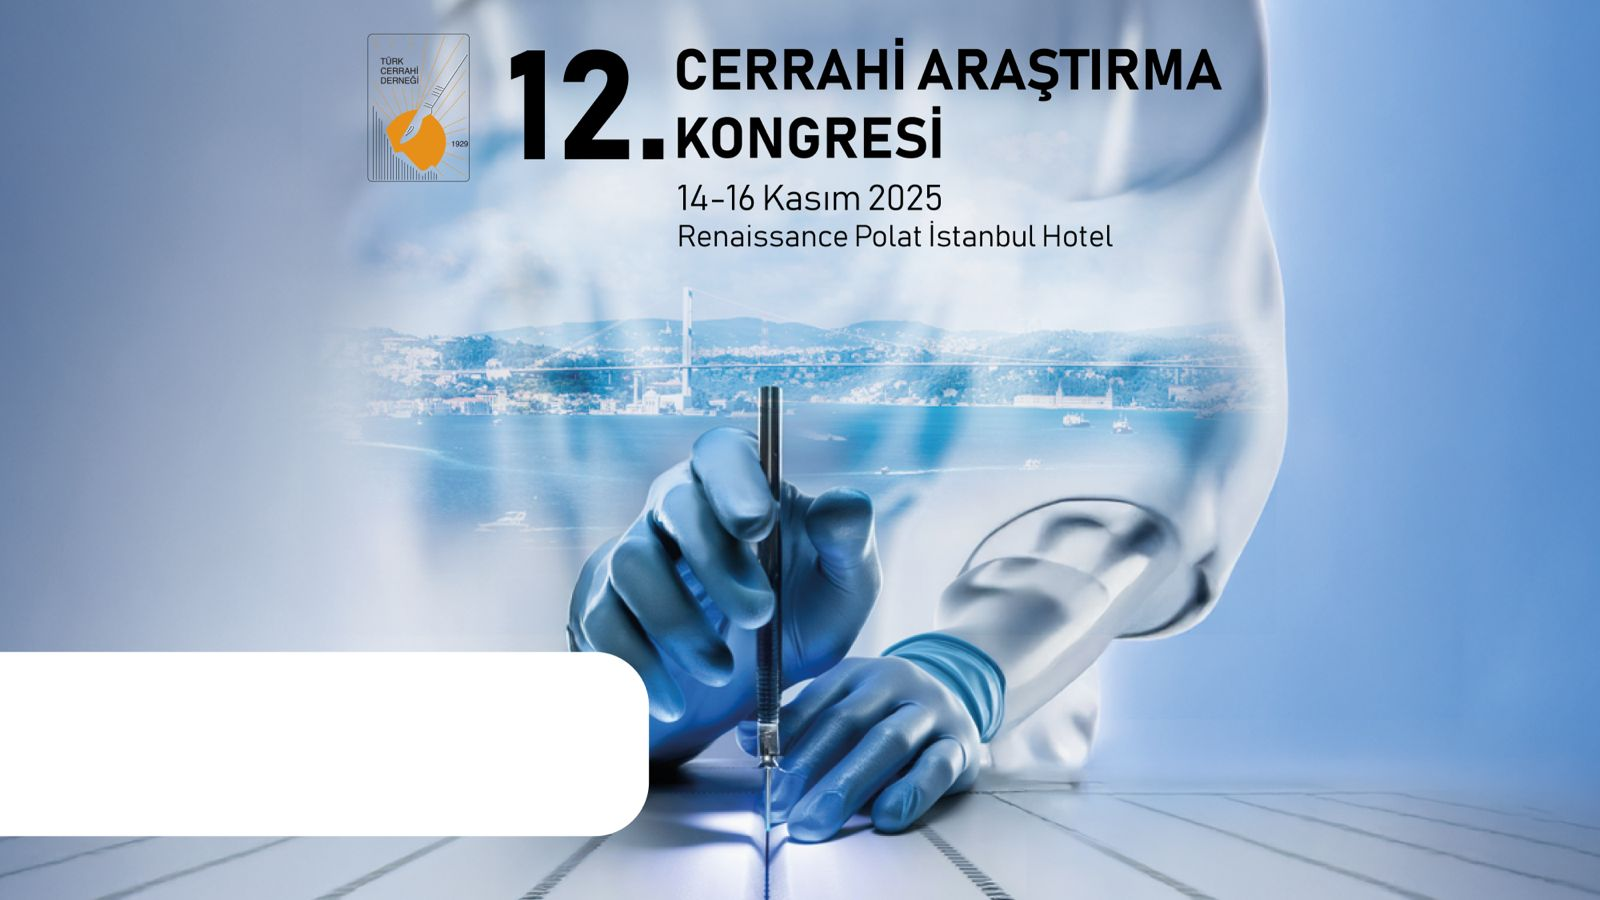 TÜRK
CERRAHİ
DERNEĞİ
1929
12.
CERRAHİ ARAŞTIRMA
KONGRESİ
14-16 Kasım 2025
Renaissance Polat İstanbul Hotel